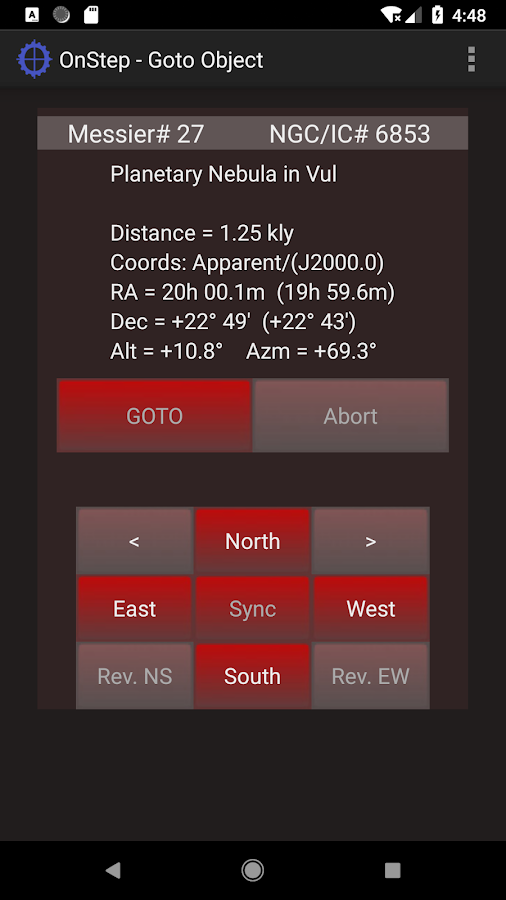 A 4:48
OnStep - Goto Object
Messier# 27 NGC/IC# 6853
Planetary Nebula in Vul
Distance = 1.25 kly
Coords: Apparent/(J2000.0)
RA = 20h 00.1m (19h 59.6m)
Dec = +22° 49' (+22° 43')
Alt = +10.8° Azm = +69.3°
GOTO Abort
< North >
East Sync West
Rev. NS South Rev. EW